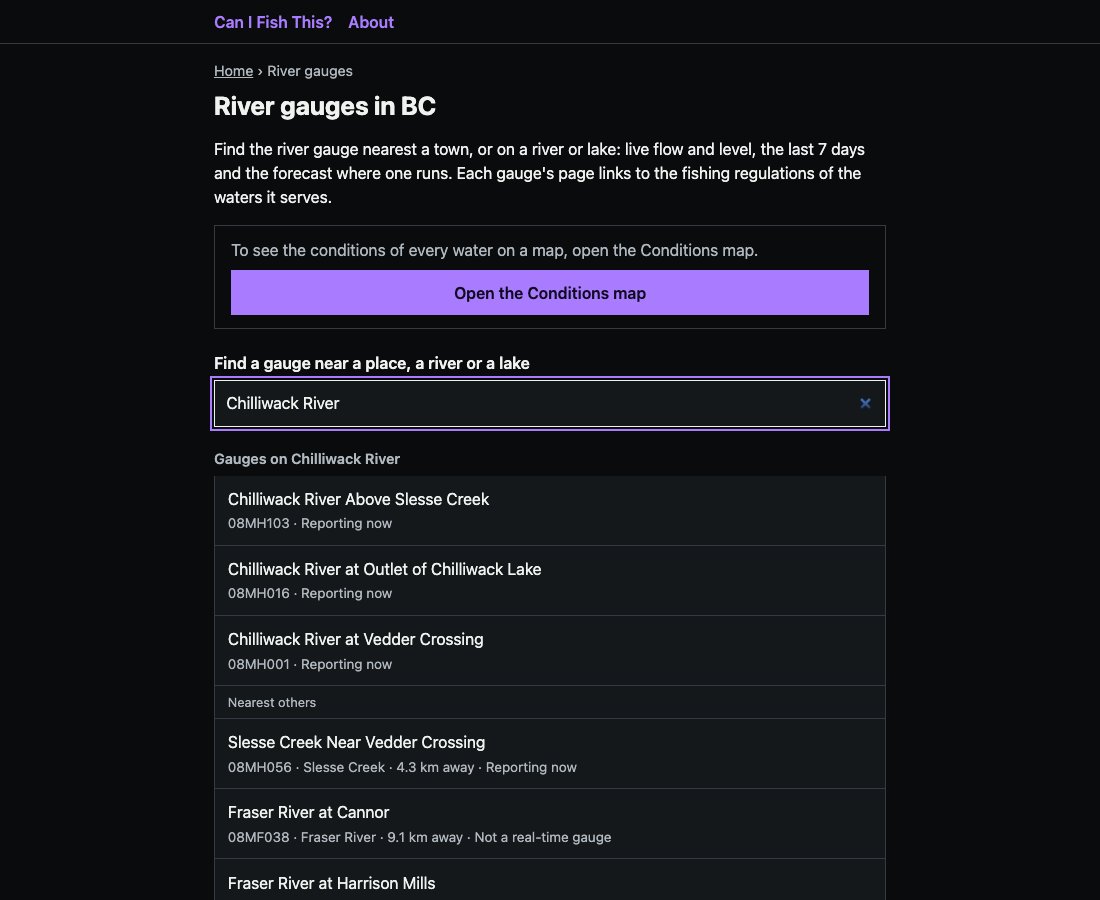 Can I Fish This? About
Home › River gauges
River gauges in BC
Find the river gauge nearest a town, or on a river or lake: live flow and level, the last 7 days
and the forecast where one runs. Each gauge's page links to the fishing regulations of the
waters it serves.
To see the conditions of every water on a map, open the Conditions map.
Open the Conditions map
Find a gauge near a place, a river or a lake
Chilliwack River
Gauges on Chilliwack River
Chilliwack River Above Slesse Creek
08MH103 · Reporting now
Chilliwack River at Outlet of Chilliwack Lake
08MH016 · Reporting now
Chilliwack River at Vedder Crossing
08MH001 · Reporting now
Nearest others
Slesse Creek Near Vedder Crossing
08MH056 · Slesse Creek · 4.3 km away · Reporting now
Fraser River at Cannor
08MF038 · Fraser River · 9.1 km away · Not a real-time gauge
Fraser River at Harrison Mills